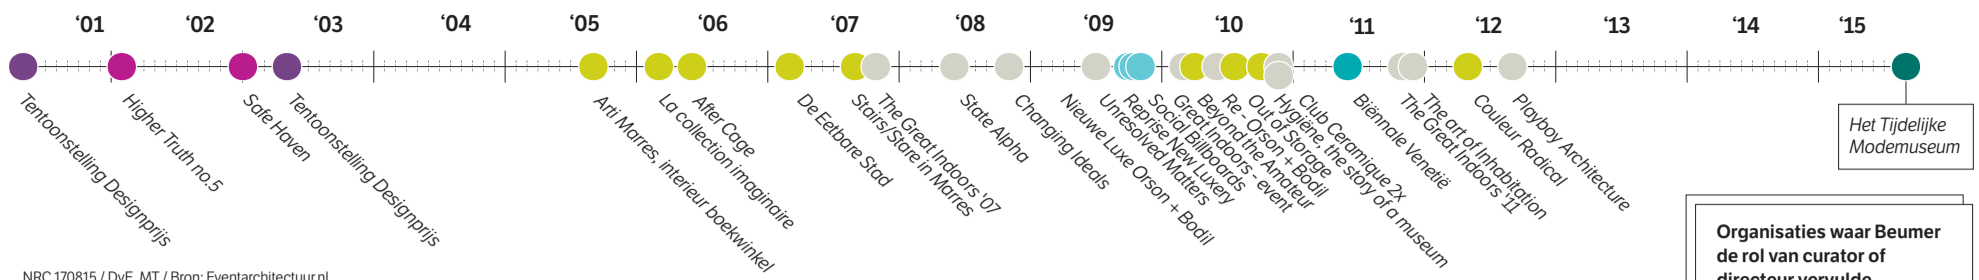 ‘01 ‘02 ‘03 ‘04 ‘05 ‘06 ‘07 ‘08 ‘09 ‘10 ‘11 ‘12 ‘13 ‘14 ‘15
Tentoonstelling Designprijs
Higher Truth no.5
Safe Haven
Tentoonstelling Designprijs
Arti Marres, interieur boekwinkel
La collection imaginaire
After Cage
De Eetbare Stad
Stairs/Stare in Marres
The Great Indoors '07
State Alpha
Changing Ideals
Nieuwe Luxe Orson + Bodil
Unresolved Matters
Reprise New Luxery
Social Bilboards
Great Indoors - event
Beyond the Amateur
Re - Orson + Bodil
Out of Storage
Hygiëne, the story of a museum
Club Ceramique 2x
Biënnale Venetië
The Great Indoors '11
The art of Inhabitation
Couleur Radical
Playboy Architecture
Het Tijdelijke
Modemuseum
Organisaties waar Beumer
de rol van curator of
directeur vervulde
NRC 170815 / DvE, MT / Bron: Eventarchitectuur.nl